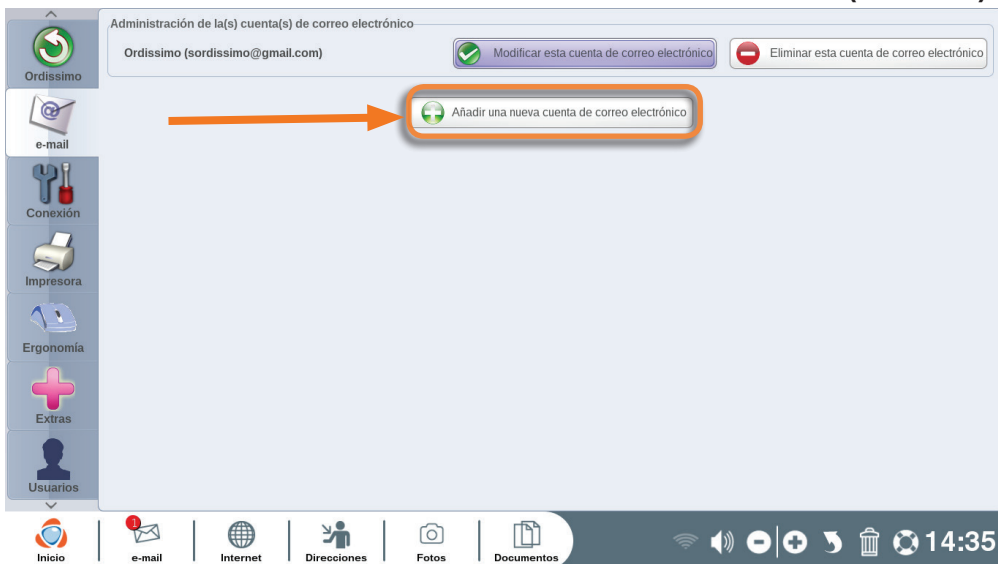 Administración de la(s) cuenta(s) de correo electrónico
Ordissimo (sordissimo@gmail.com)
Modificar esta cuenta de correo electrónico
Eliminar esta cuenta de correo electrónico
Añadir una nueva cuenta de correo electrónico
Ordissimo
e-mail
Conexión
Impresora
Ergonomía
Extras
Usuarios
Inicio
1
e-mail
Internet
Direcciones
Fotos
Documentos
14:35